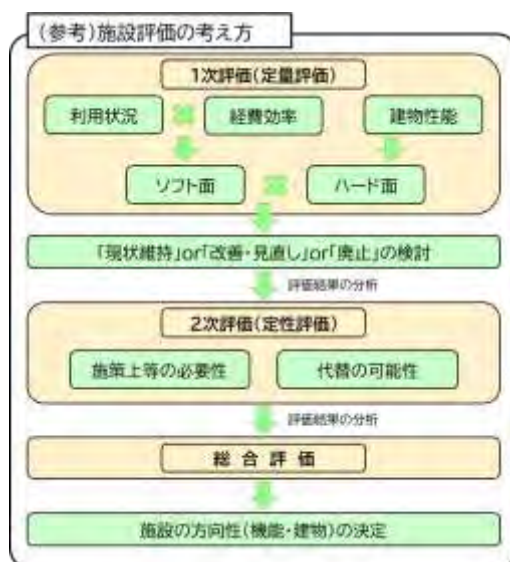 (参考)施設評価の考え方
1次評価(定量評価)
利用状況
経費効率
建物性能
ソフト面
ハード面
「現状維持」or「改善・見直し」or「廃止」の検討
評価結果の分析
2次評価(定性評価)
施策上等の必要性
代替の可能性
評価結果の分析
総合評価
施設の方向性(機能・建物)の決定